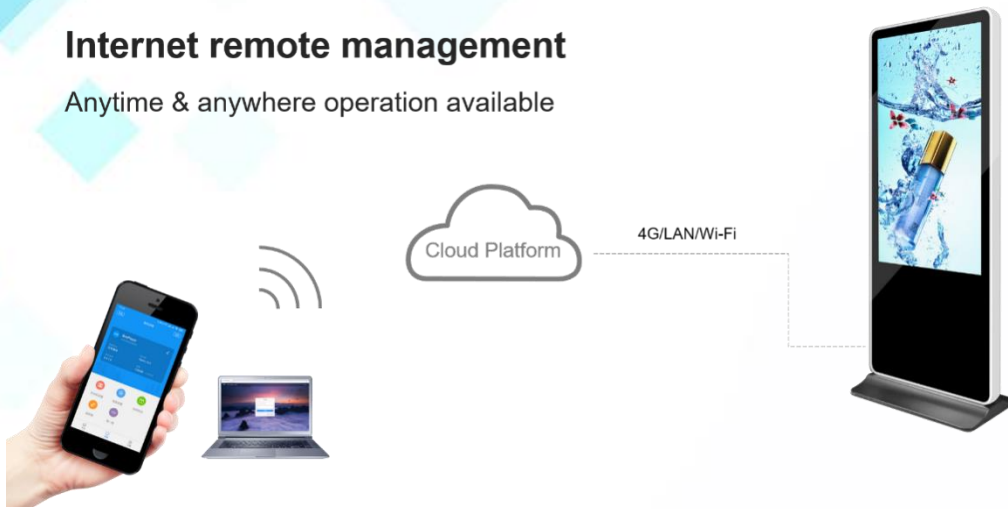 Internet remote management
Anytime & anywhere operation available
Cloud Platform
4G/LAN/Wi-Fi